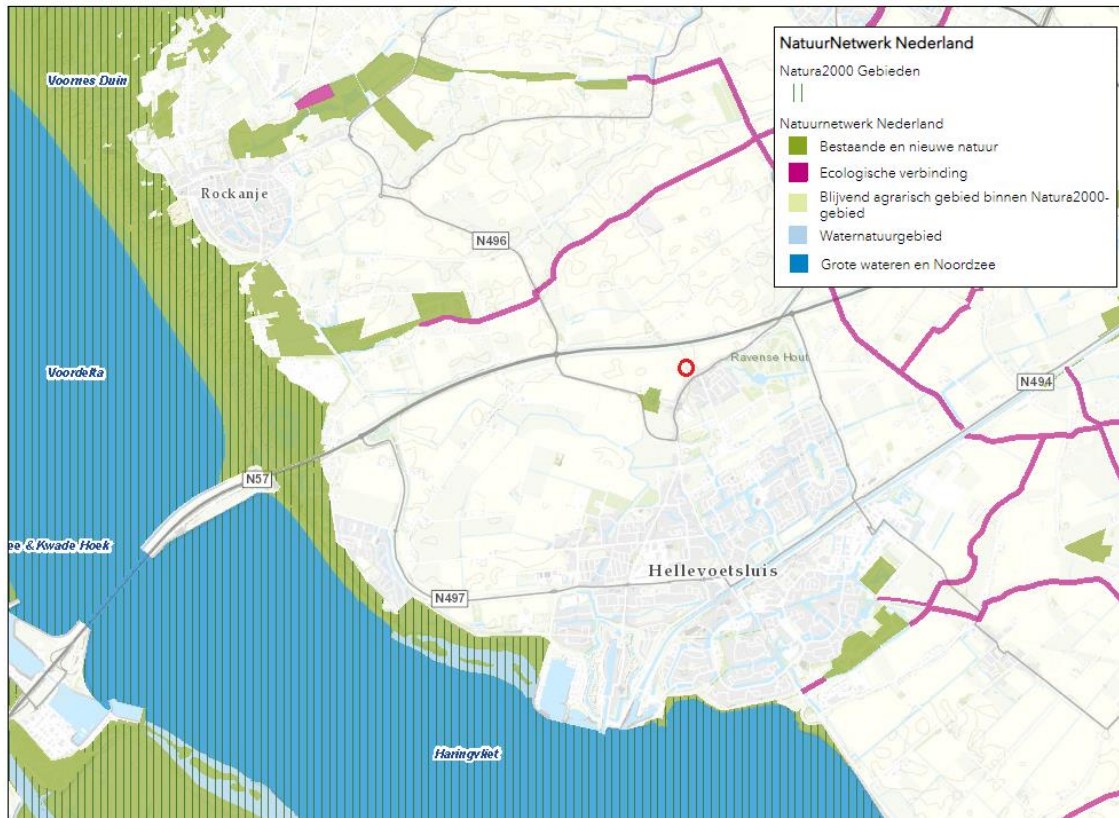 NatuurNetwerk Nederland
Natura2000 Gebieden
Natuurnetwerk Nederland
Bestaande en nieuwe natuur
Ecologische verbinding
Blijvend agrarisch gebied binnen Natura2000-
gebied
Waternatuurgebied
Grote wateren en Noordzee
Voornes Duin
Rockanje
N496
Ravense Hout
Voordelta
N494
N57
ee & Kwade Hoek
Hellevoetsluis
N497
Haringvliet